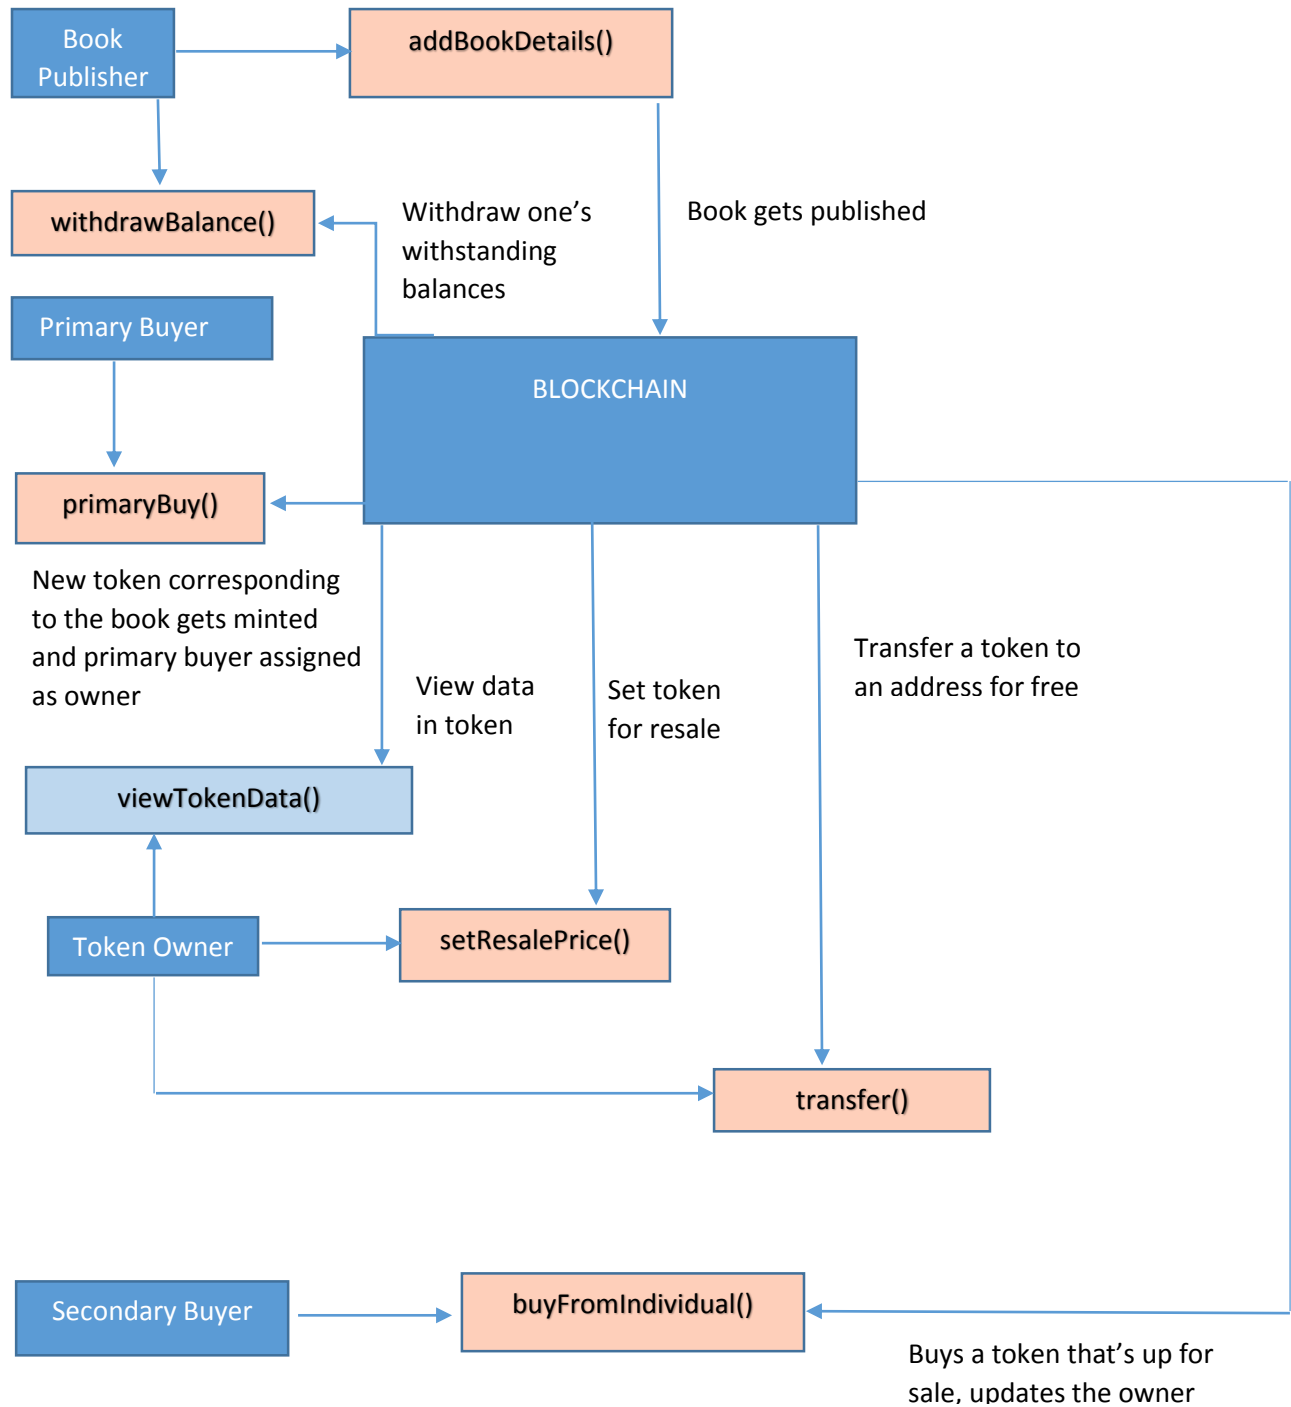 Book
Publisher
addBookDetails()
withdrawBalance()
Withdraw one’s
withstanding
balances
Book gets published
Primary Buyer
BLOCKCHAIN
primaryBuy()
New token corresponding
to the book gets minted
and primary buyer assigned
as owner
View data
in token
Set token
for resale
Transfer a token to
an address for free
viewTokenData()
Token Owner
setResalePrice()
transfer()
Secondary Buyer
buyFromIndividual()
Buys a token that’s up for
sale, updates the owner